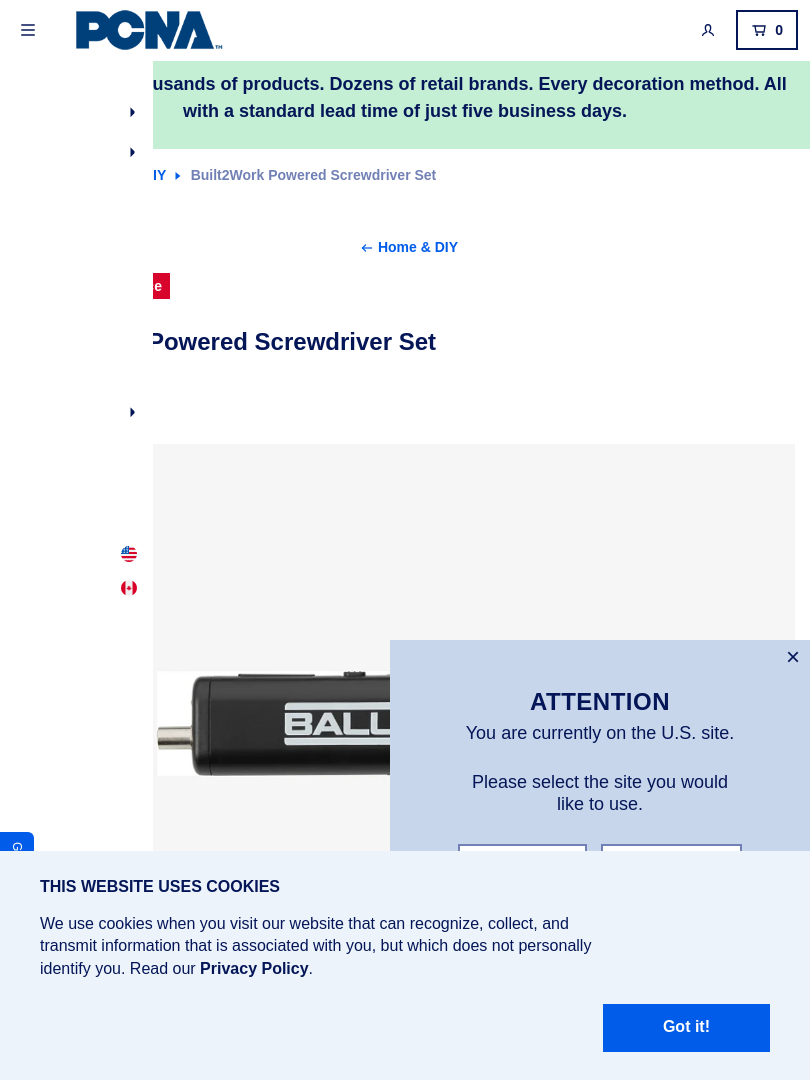 PCNA
TM
0
usands of products. Dozens of retail brands. Every decoration method. All
with a standard lead time of just five business days.
IY
Built2Work Powered Screwdriver Set
Home & DIY
Powered Screwdriver Set
ATTENTION
You are currently on the U.S. site.
Please select the site you would
like to use.
G
THIS WEBSITE USES COOKIES
We use cookies when you visit our website that can recognize, collect, and
transmit information that is associated with you, but which does not personally
identify you. Read our Privacy Policy.
Got it!